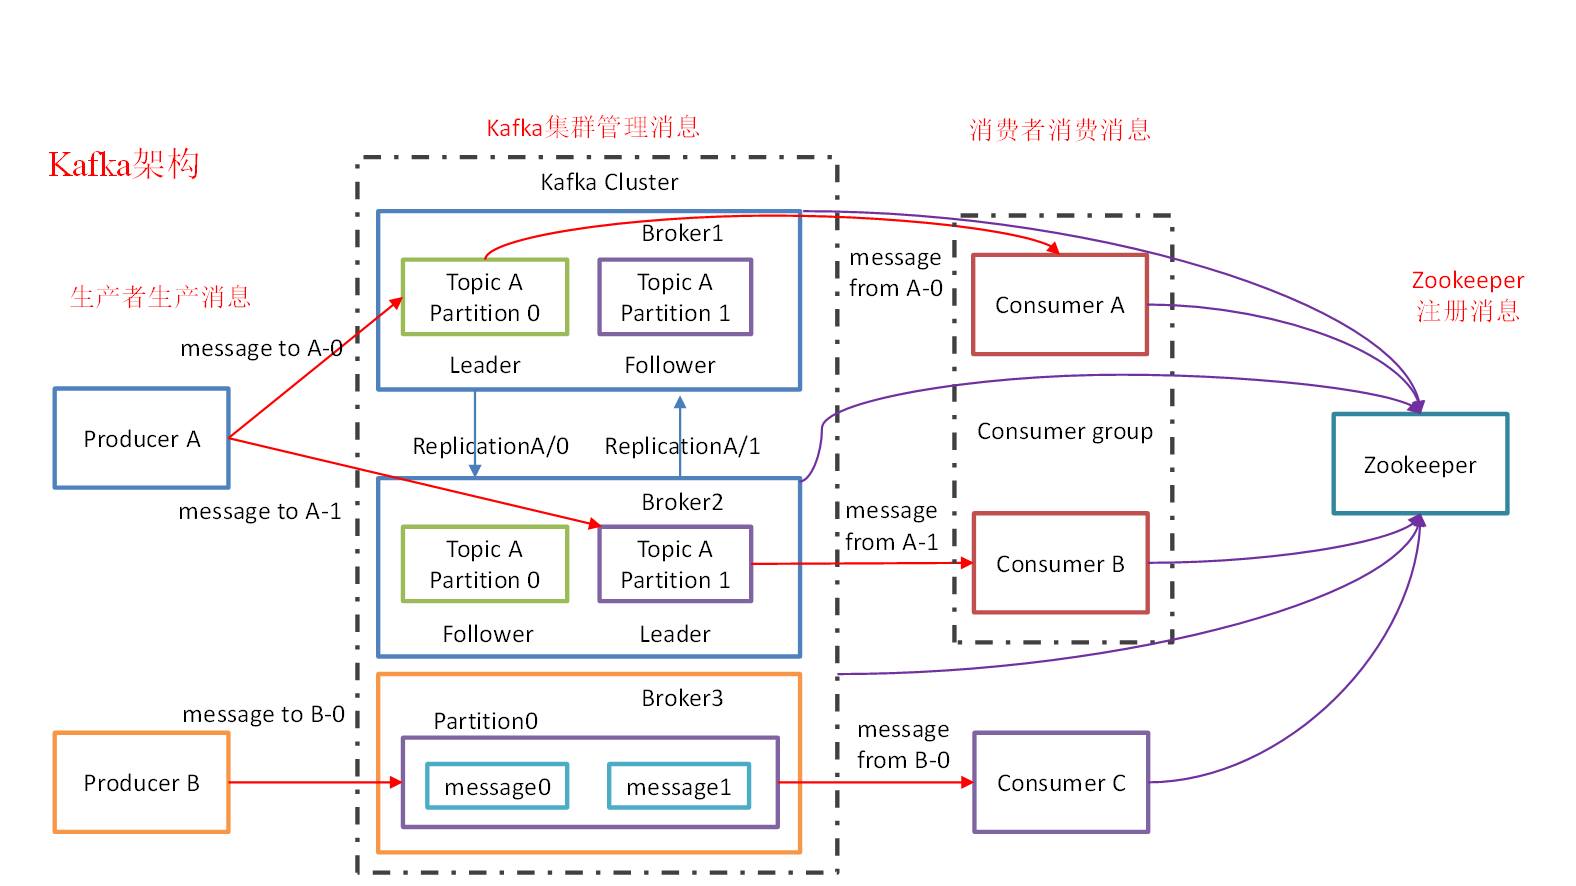 Kafka架构
Kafka集群管理消息
消费者消费消息
生产者生产消息
Zookeeper
注册消息
Kafka Cluster
Broker1
Topic A
Partition 0
Topic A
Partition 1
Leader
Follower
message to A-0
Producer A
message to A-1
ReplicationA/0
ReplicationA/1
Broker2
Topic A
Partition 0
Topic A
Partition 1
Follower
Leader
message
from A-0
Consumer A
Consumer group
message
from A-1
Consumer B
Zookeeper
message to B-0
Producer B
Broker3
Partition0
message0
message1
message
from B-0
Consumer C